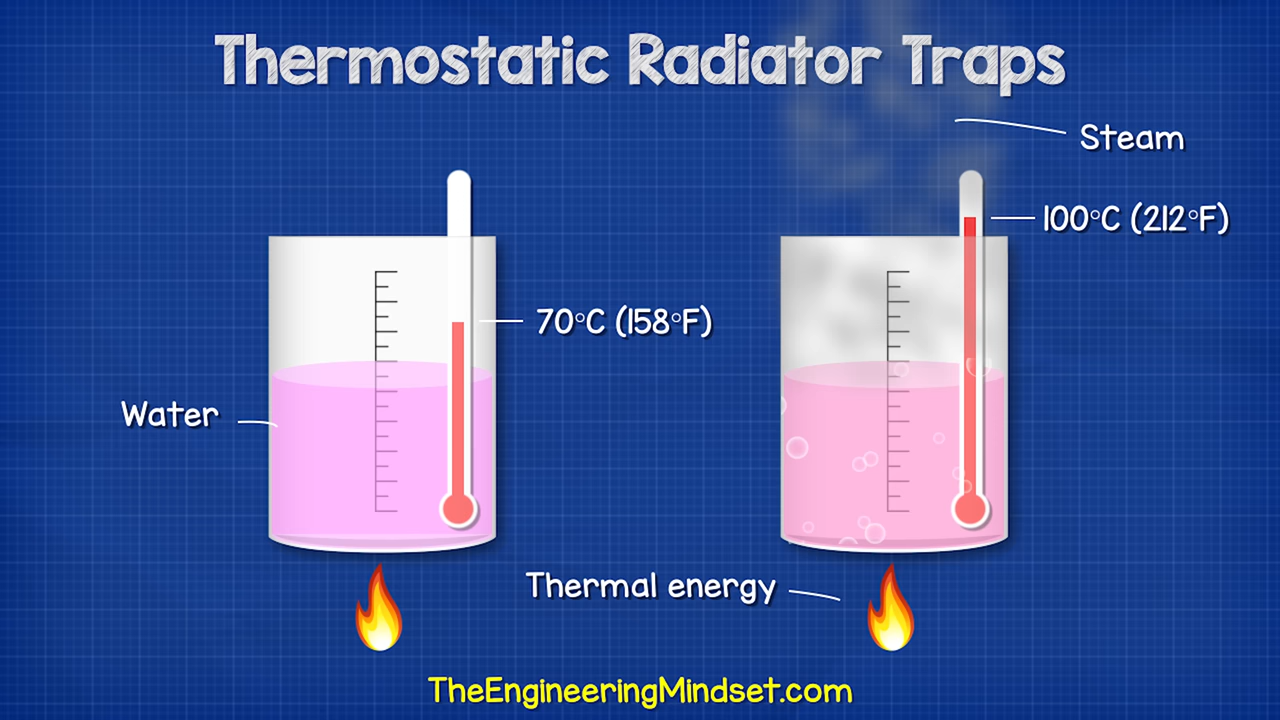 Thermostatic Radiator Traps
Steam
100°C (212°F)
70°C (158°F)
Water
Thermal energy
TheEngineeringMindset.com